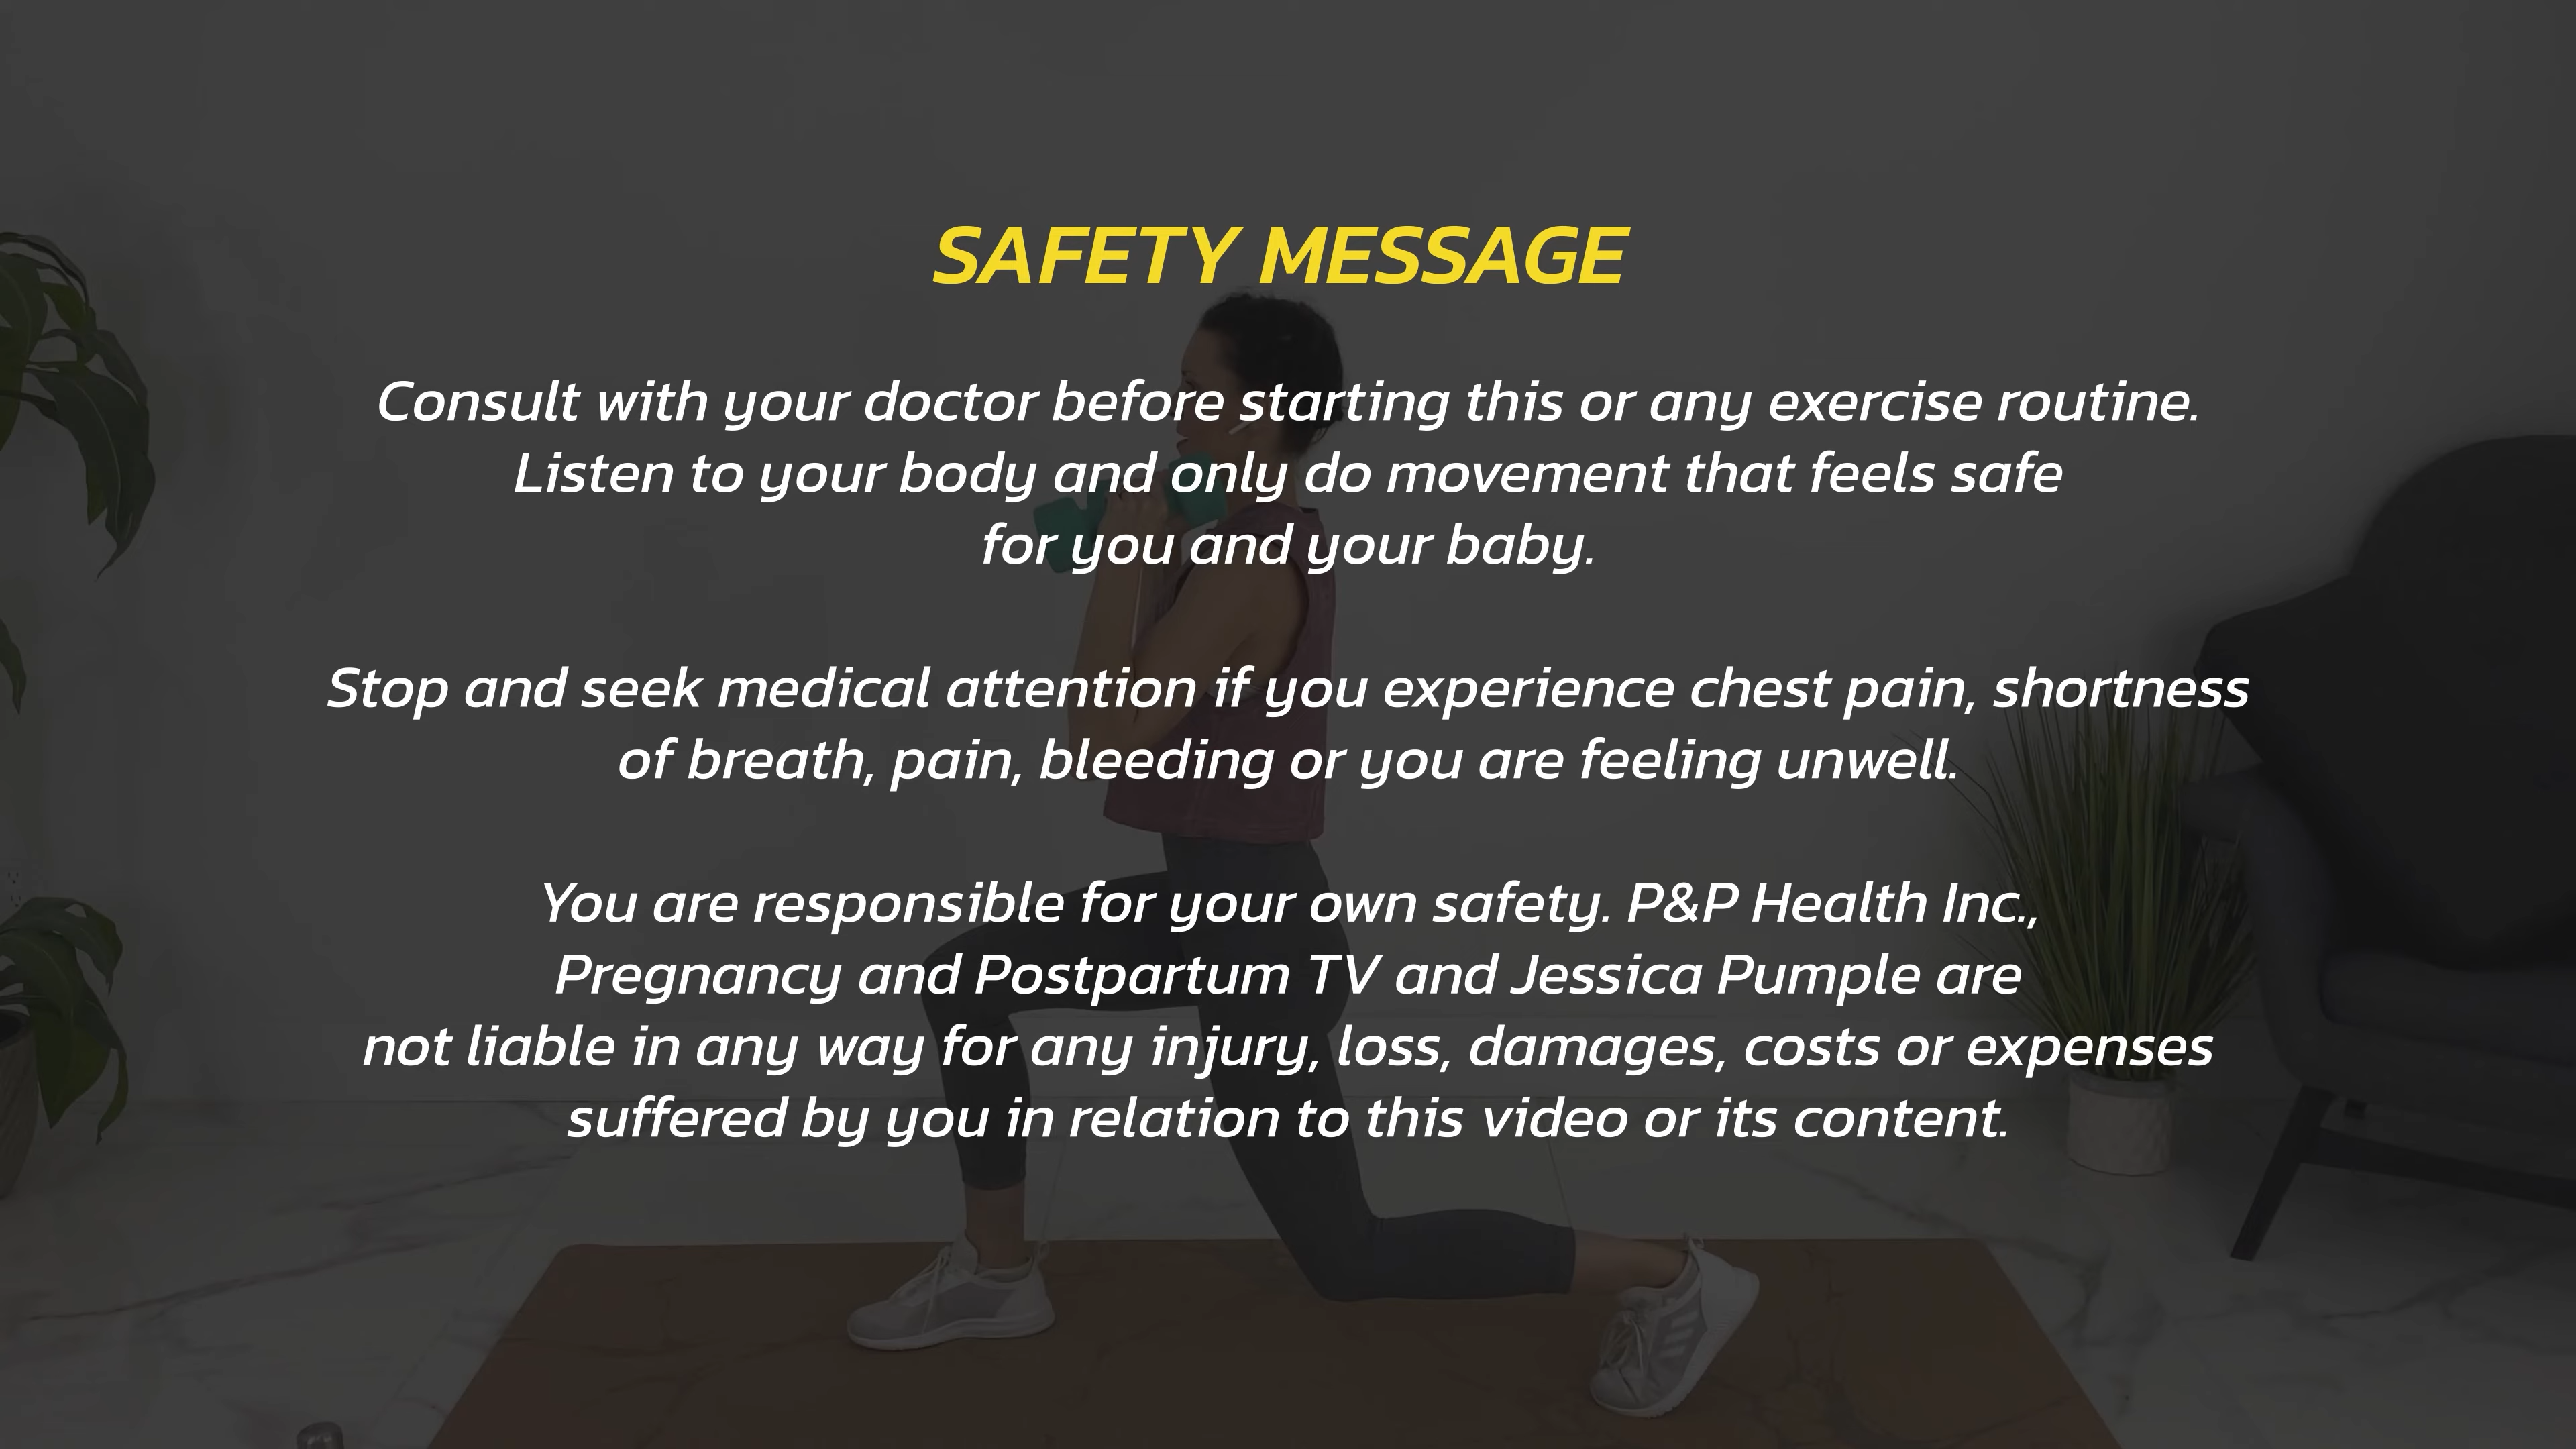 SAFETY MESSAGE
Consult with your doctor before starting this or any exercise routine.
Listen to your body and only do movement that feels safe
for you and your baby.
Stop and seek medical attention if you experience chest pain, shortness
of breath, pain, bleeding or you are feeling unwell.
You are responsible for your own safety. P&P Health Inc.,
Pregnancy and Postpartum TV and Jessica Pumple are
not liable in any way for any injury, loss, damages, costs or expenses
suffered by you in relation to this video or its content.